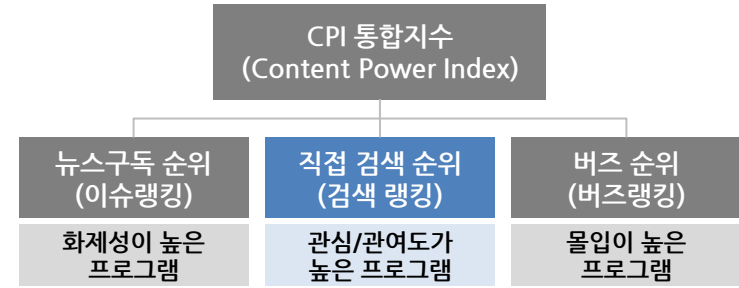 CPI 통합지수
(Content Power Index)
뉴스구독 순위
(이슈랭킹)
직접 검색 순위
(검색 랭킹)
버즈 순위
(버즈랭킹)
화제성이 높은
프로그램
관심/관여도가
높은 프로그램
몰입이 높은
프로그램